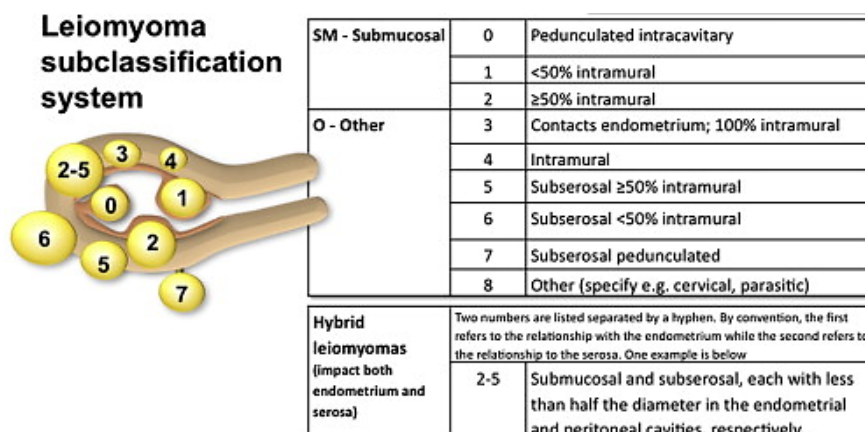 Leiomyoma
subclassification
system
3
4
2-5
1
0
2
6
5
7
SM - Submucosal
0 Pedunculated intracavitary
1 <50% intramural
2 ≥50% intramural
O - Other
3 Contacts endometrium; 100% intramural
4 Intramural
5 Subserosal ≥50% intramural
6 Subserosal <50% intramural
7 Subserosal pedunculated
8 Other (specify e.g. cervical, parasitic)
Hybrid
leiomyomas
(impact both
endometrium and
serosa)
Two numbers are listed separated by a hyphen. By convention, the first
refers to the relationship with the endometrium while the second refers to
the relationship to the serosa. One example is below
2-5 Submucosal and subserosal, each with less
than half the diameter in the endometrial
and peritoneal cavities, respectively.